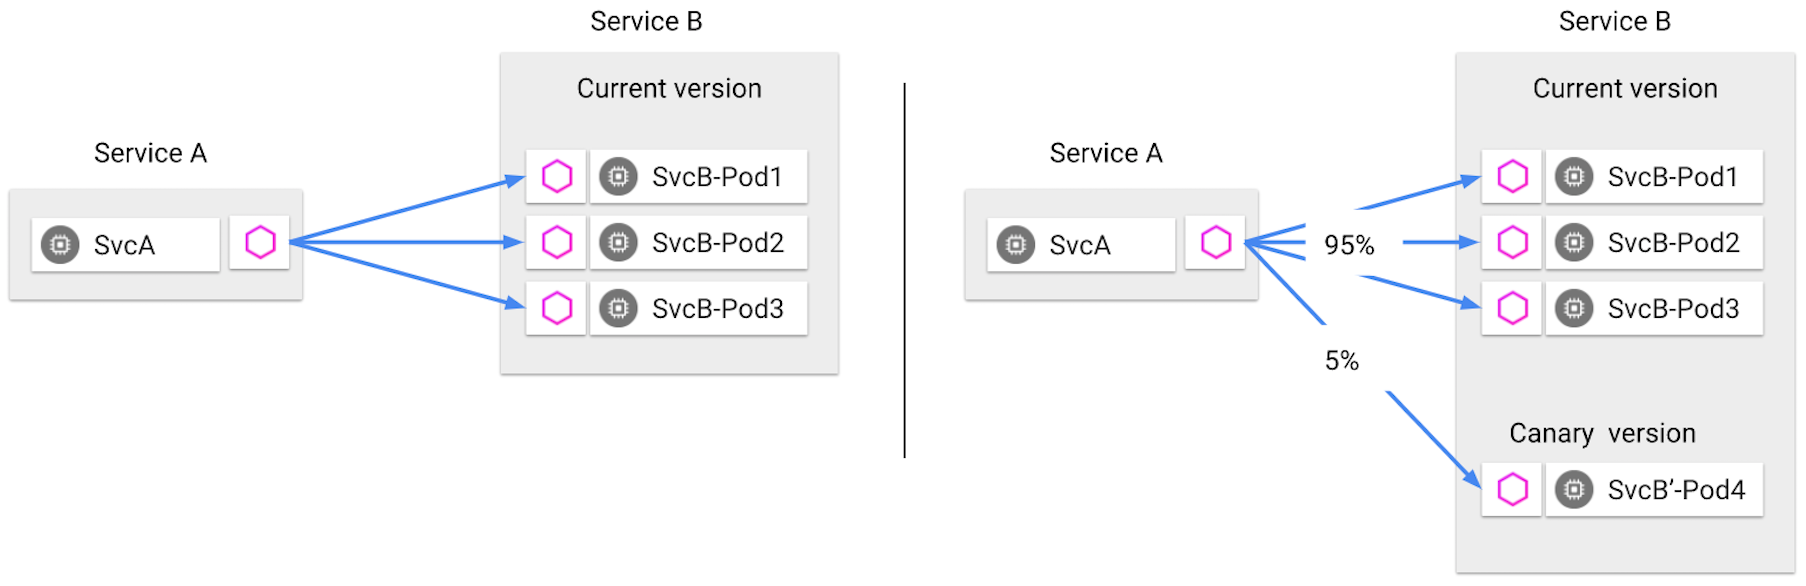 Service B
Current version
Service A
SvcB-Pod1
SvcA
SvcB-Pod2
SvcB-Pod3
Service B
Current version
Service A
SvcB-Pod1
SvcA
95%
SvcB-Pod2
SvcB-Pod3
5%
Canary version
SvcB’-Pod4